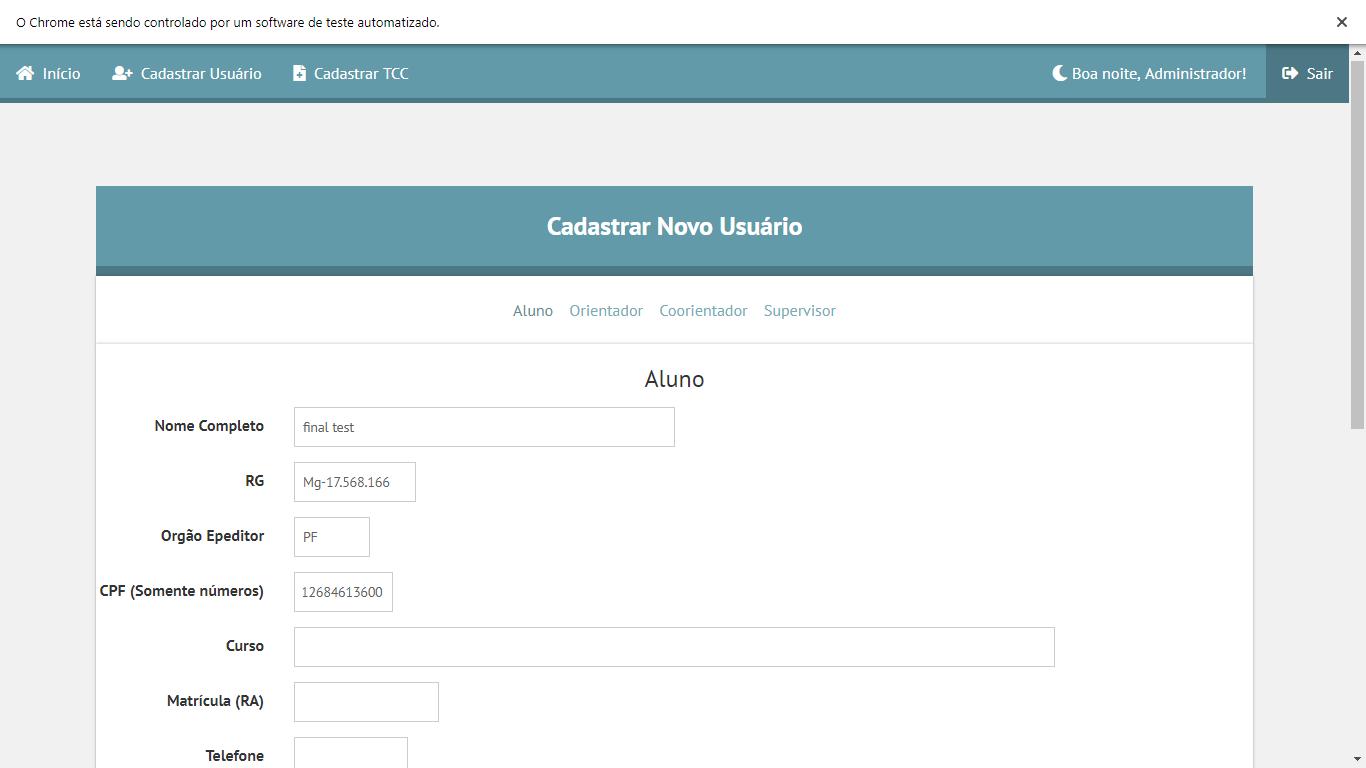 O Chrome está sendo controlado por um software de teste automatizado.
Início Cadastrar Usuário Cadastrar TCC Boa noite, Administrador! Sair
Cadastrar Novo Usuário
Aluno Orientador Coorientador Supervisor
Aluno
Nome Completo final test
RG Mg-17.568.166
Orgão Epeditor PF
CPF (Somente números) 12684613600
Curso
Matrícula (RA)
Telefone